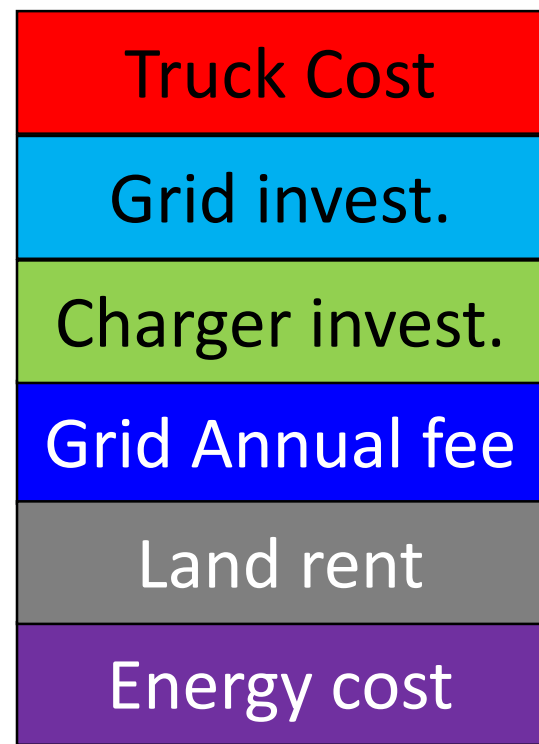 Truck Cost
Grid invest.
Charger invest.
Grid Annual fee
Land rent
Energy cost